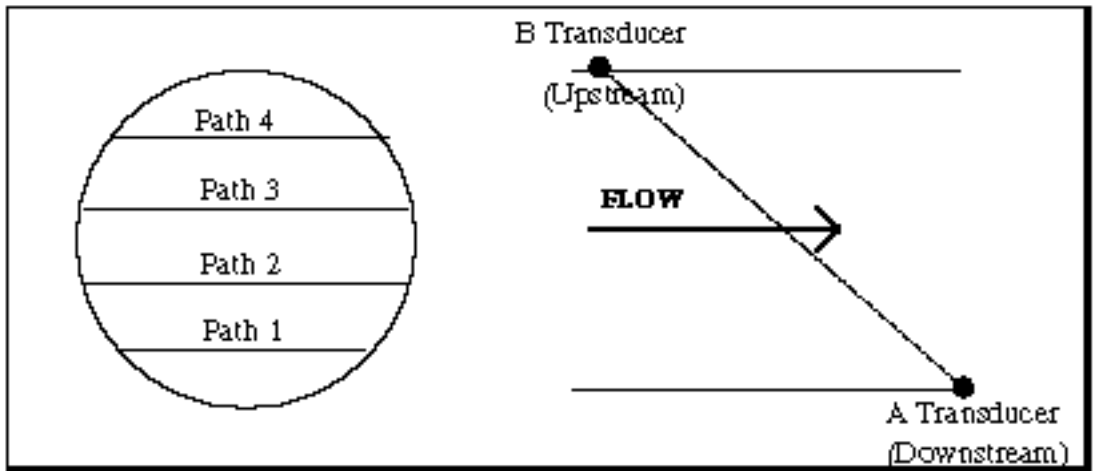 Path 4
Path 3
Path 2
Path 1
B Transducer
(Upstream)
FLOW
A Transducer
(Downstream)